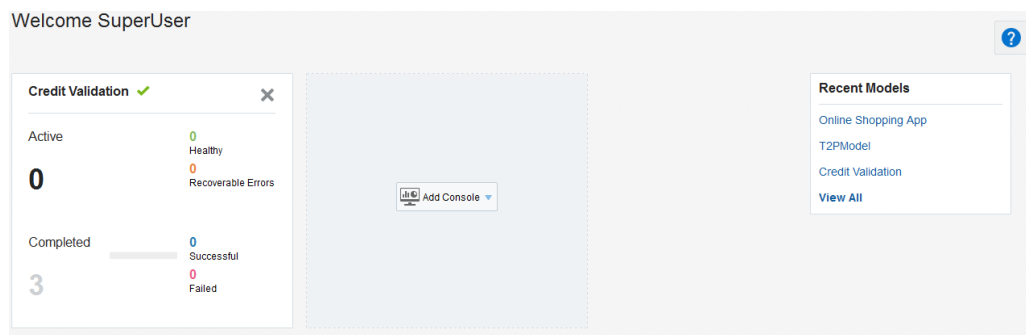 Welcome SuperUser
?
Credit Validation
Active
0
0
Healthy
0
Recoverable Errors
Completed
3
0
Successful
0
Failed
Add Console
Recent Models
Online Shopping App
T2PModel
Credit Validation
View All